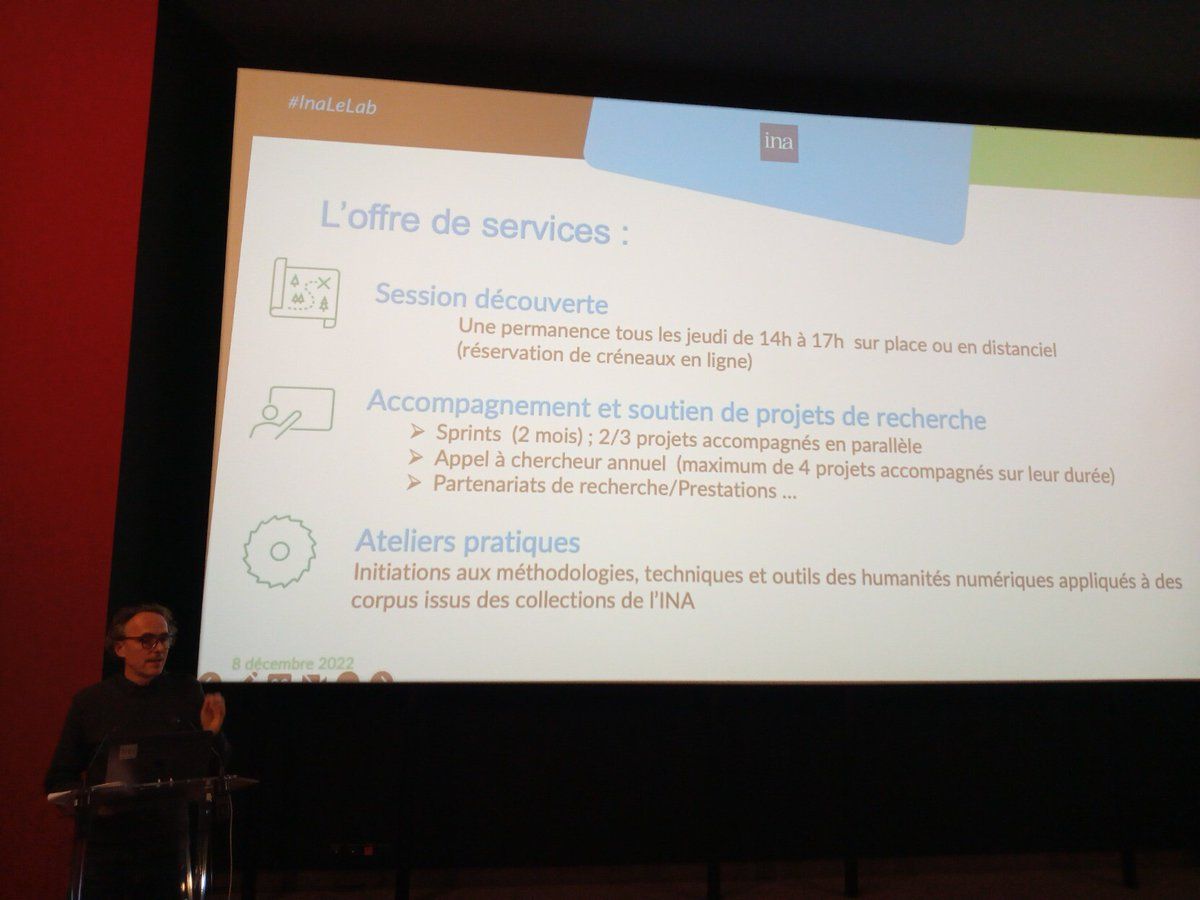 #InaLeLab
ina
L'offre de services :
Session découverte
Une permanence tous les jeudi de 14h à 17h sur place ou en distanciel
(réservation de créneaux en ligne)
Accompagnement et soutien de projets de recherche
➢ Sprints (2 mois) ; 2/3 projets accompagnés en parallèle
➢ Appel à chercheur annuel (maximum de 4 projets accompagnés sur leur durée)
➢ Partenariats de recherche/Prestations ...
Ateliers pratiques
Initiations aux méthodologies, techniques et outils des humanités numériques appliqués à des
corpus issus des collections de l'INA
8 décembre 2022